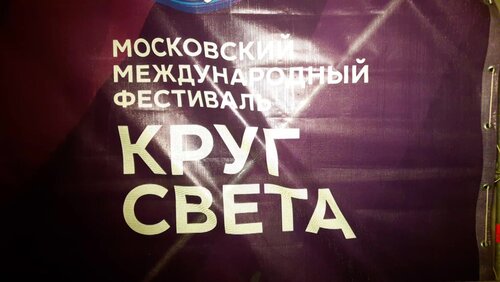 МОСКОВСКИЙ
МЕЖДУНАРОДНЫЙ
ФЕСТИВАЛЬ
КРУГ
СВЕТА